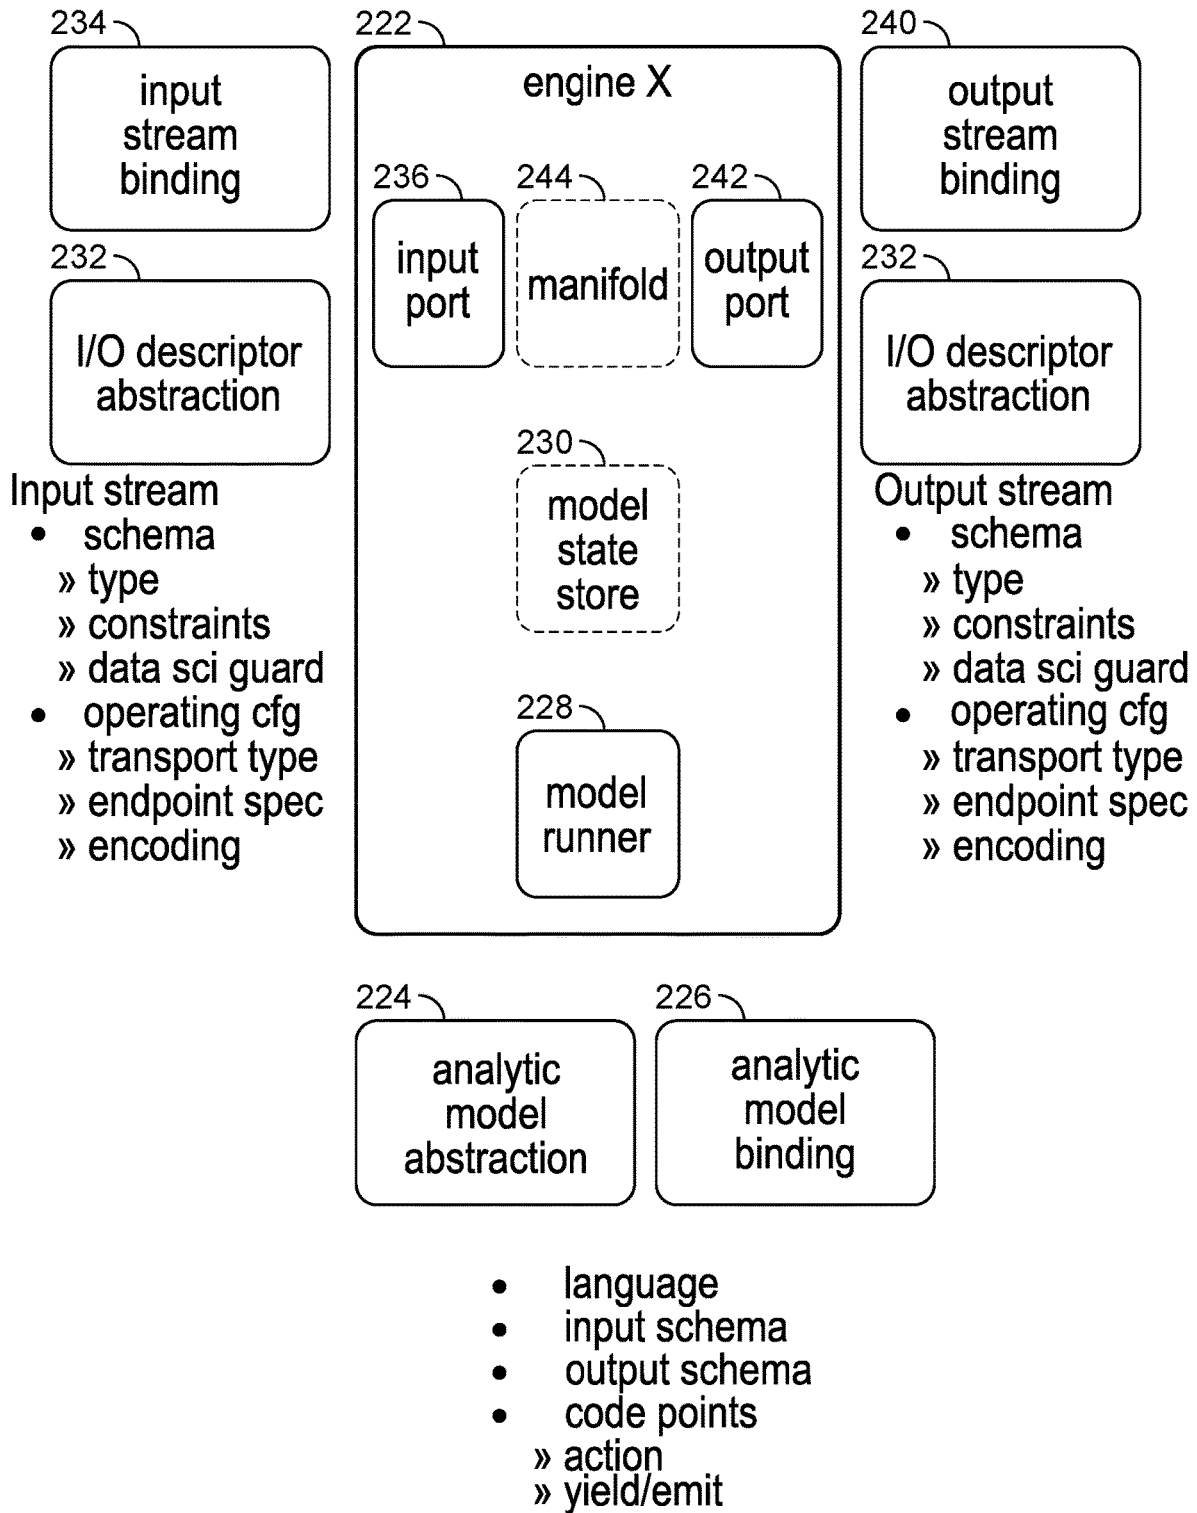 234
input
stream
binding
232
I/O descriptor
abstraction
Input stream
• schema
» type
» constraints
» data sci guard
• operating cfg
» transport type
» endpoint spec
» encoding
222
engine X
236
input
port
244
manifold
242
output
port
230
model
state
store
228
model
runner
240
output
stream
binding
232
I/O descriptor
abstraction
Output stream
• schema
» type
» constraints
» data sci guard
• operating cfg
» transport type
» endpoint spec
» encoding
224
analytic
model
abstraction
226
analytic
model
binding
• language
• input schema
• output schema
• code points
» action
» yield/emit